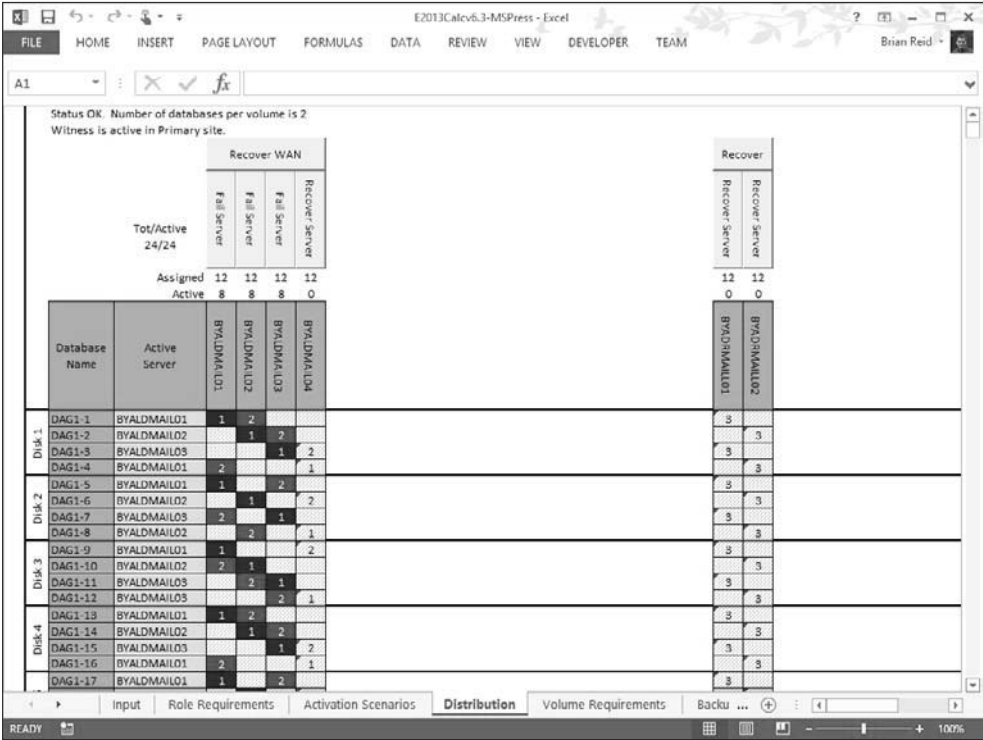 E2013Calcv6.3-MSPress - Excel
FILE HOME INSERT PAGE LAYOUT FORMULAS DATA REVIEW VIEW DEVELOPER TEAM Brian Reid
A1 fx
Status OK. Number of databases per volume is 2
Witness is active in Primary site.
Recover WAN Recover
Tot/Active
24/24
Fail Server Fail Server Fail Server Recover Server Recover Server Recover Server
Assigned 12 12 12 12 12 12
Active 8 8 8 0 0 0
Database Name Active Server BYALDMAIL01 BYALDMAIL02 BYALDMAIL03 BYALDMAIL04 BYADRMAILL01 BYADRMAILL02
Disk 1
DAG1-1 BYALDMAIL01 1 2 3
DAG1-2 BYALDMAIL02 1 2 3
DAG1-3 BYALDMAIL03 1 2 3
DAG1-4 BYALDMAIL01 2 1 3
Disk 2
DAG1-5 BYALDMAIL01 1 2 3
DAG1-6 BYALDMAIL02 1 2 3
DAG1-7 BYALDMAIL03 2 1 3
DAG1-8 BYALDMAIL02 2 1 3
Disk 3
DAG1-9 BYALDMAIL01 1 2 3
DAG1-10 BYALDMAIL02 2 1 3
DAG1-11 BYALDMAIL03 2 1 3
DAG1-12 BYALDMAIL03 2 1 3
Disk 4
DAG1-13 BYALDMAIL01 1 2 3
DAG1-14 BYALDMAIL02 1 2 3
DAG1-15 BYALDMAIL03 1 2 3
DAG1-16 BYALDMAIL01 2 1 3
DAG1-17 BYALDMAIL01 1 2 3
Input Role Requirements Activation Scenarios Distribution Volume Requirements Backu ...
READY 100%